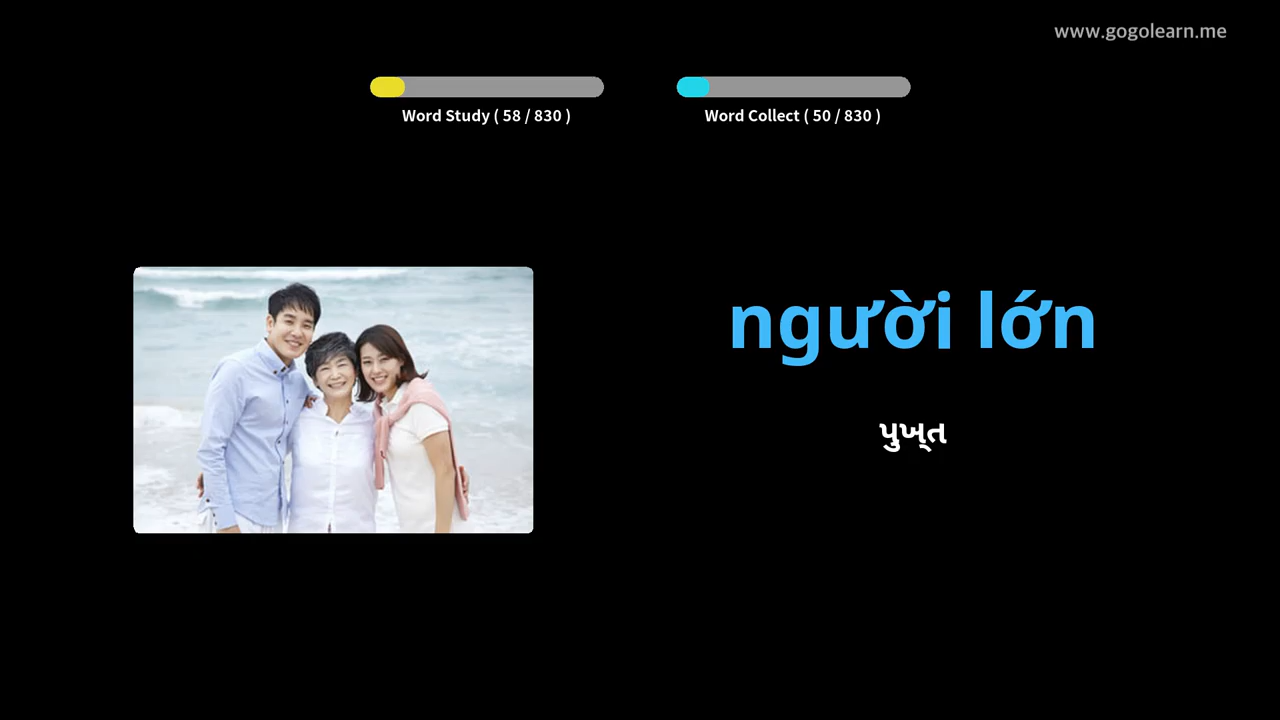 www.gogolearn.me
Word Study ( 58 / 830 )
Word Collect ( 50 / 830 )
người lớn
પુખ્ત